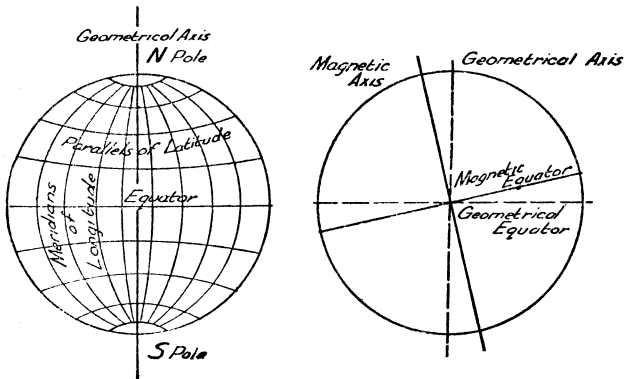 Geometrical Axis
N Pole
Parallels of Latitude
Equator
Meridians
of
Longitude
S Pole
Magnetic
Axis
Geometrical Axis
Magnetic
Equator
Geometrical
Equator